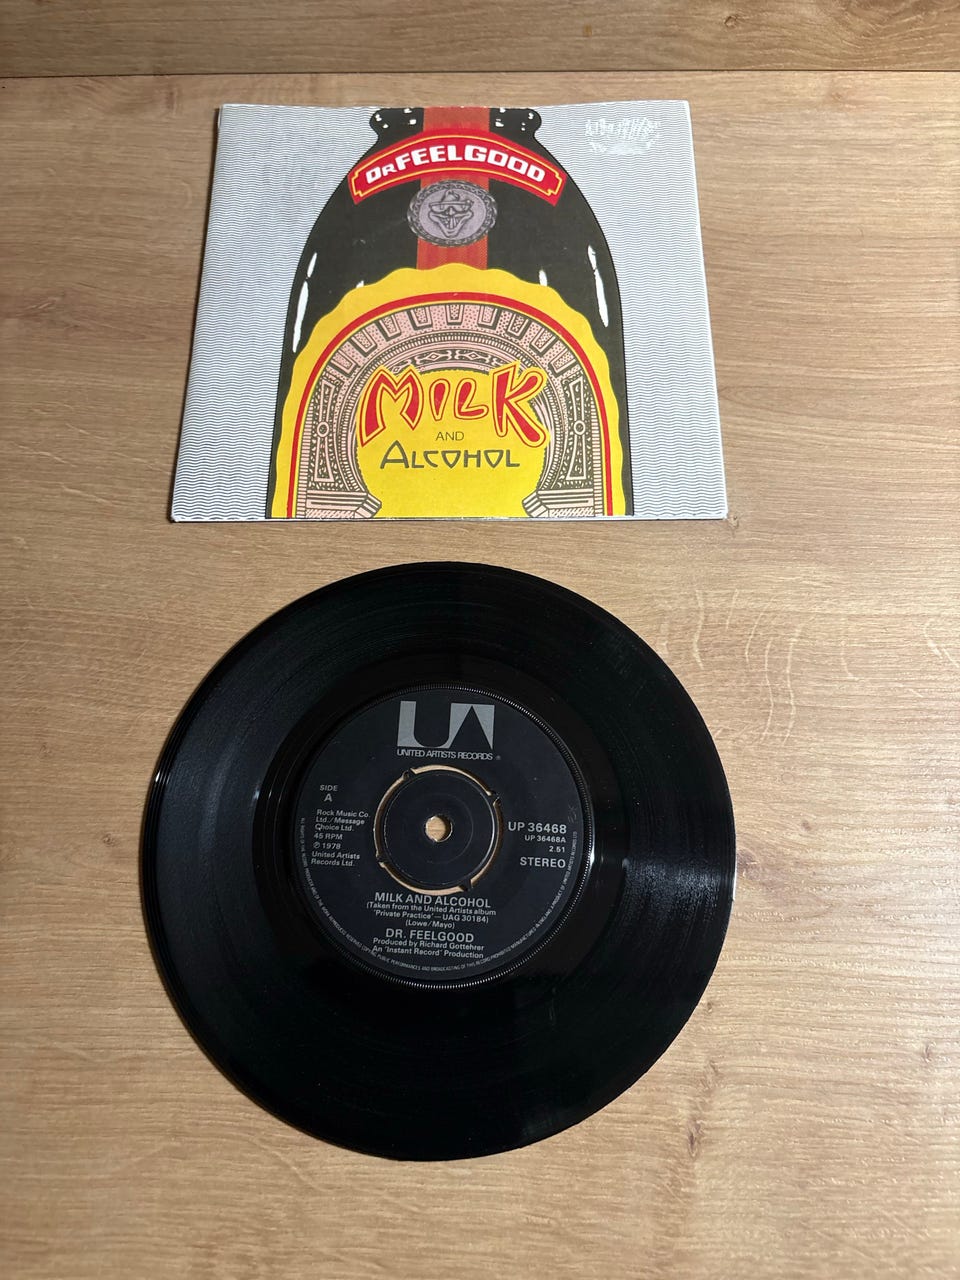 DR FEELGOOD
MILK
AND
ALCOHOL
UA
UNITED ARTISTS RECORDS ®
SIDE
A
Rock Music Co.
Ltd./Message
Choice Ltd.
45 RPM
℗ 1978
United Artists
Records Ltd.
UP 36468
UP 36468A
2.51
STEREO
MILK AND ALCOHOL
(Taken from the United Artists album
'Private Practice' — UAG 30184)
(Lowe/Mayo)
DR. FEELGOOD
Produced by Richard Gottehrer
An 'Instant Record' Production